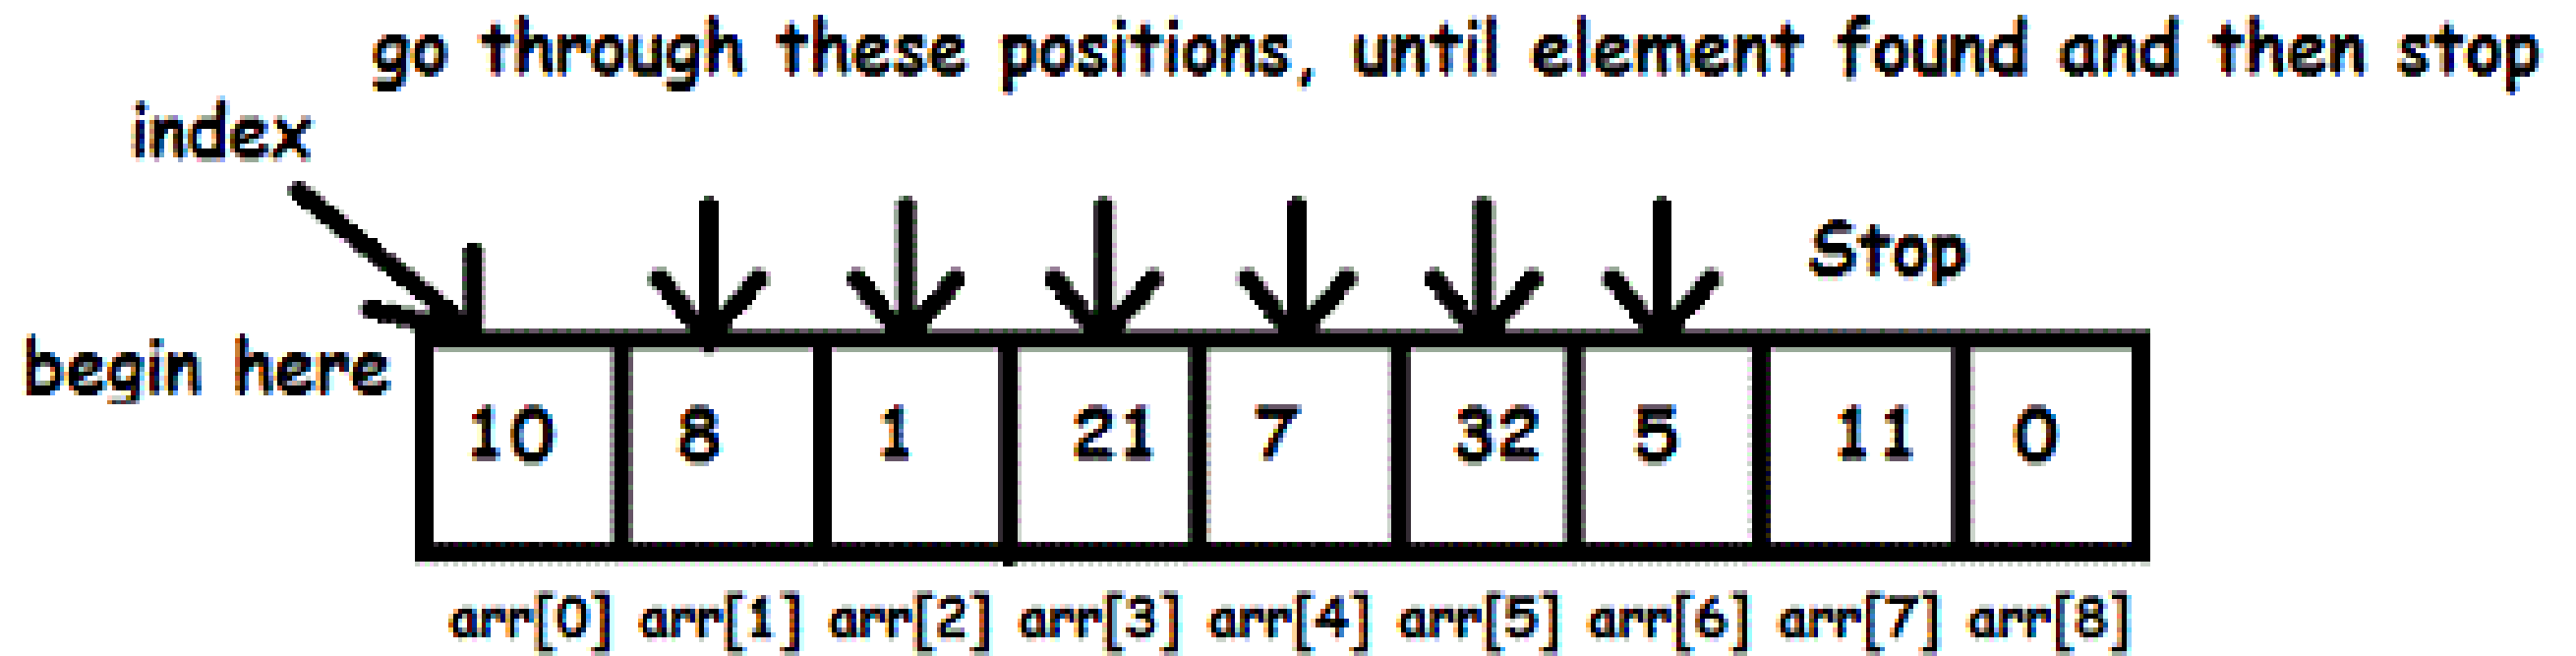 go through these positions, until element found and then stop
index
Stop
begin here
10 8 1 21 7 32 5 11 0
arr[0] arr[1] arr[2] arr[3] arr[4] arr[5] arr[6] arr[7] arr[8]